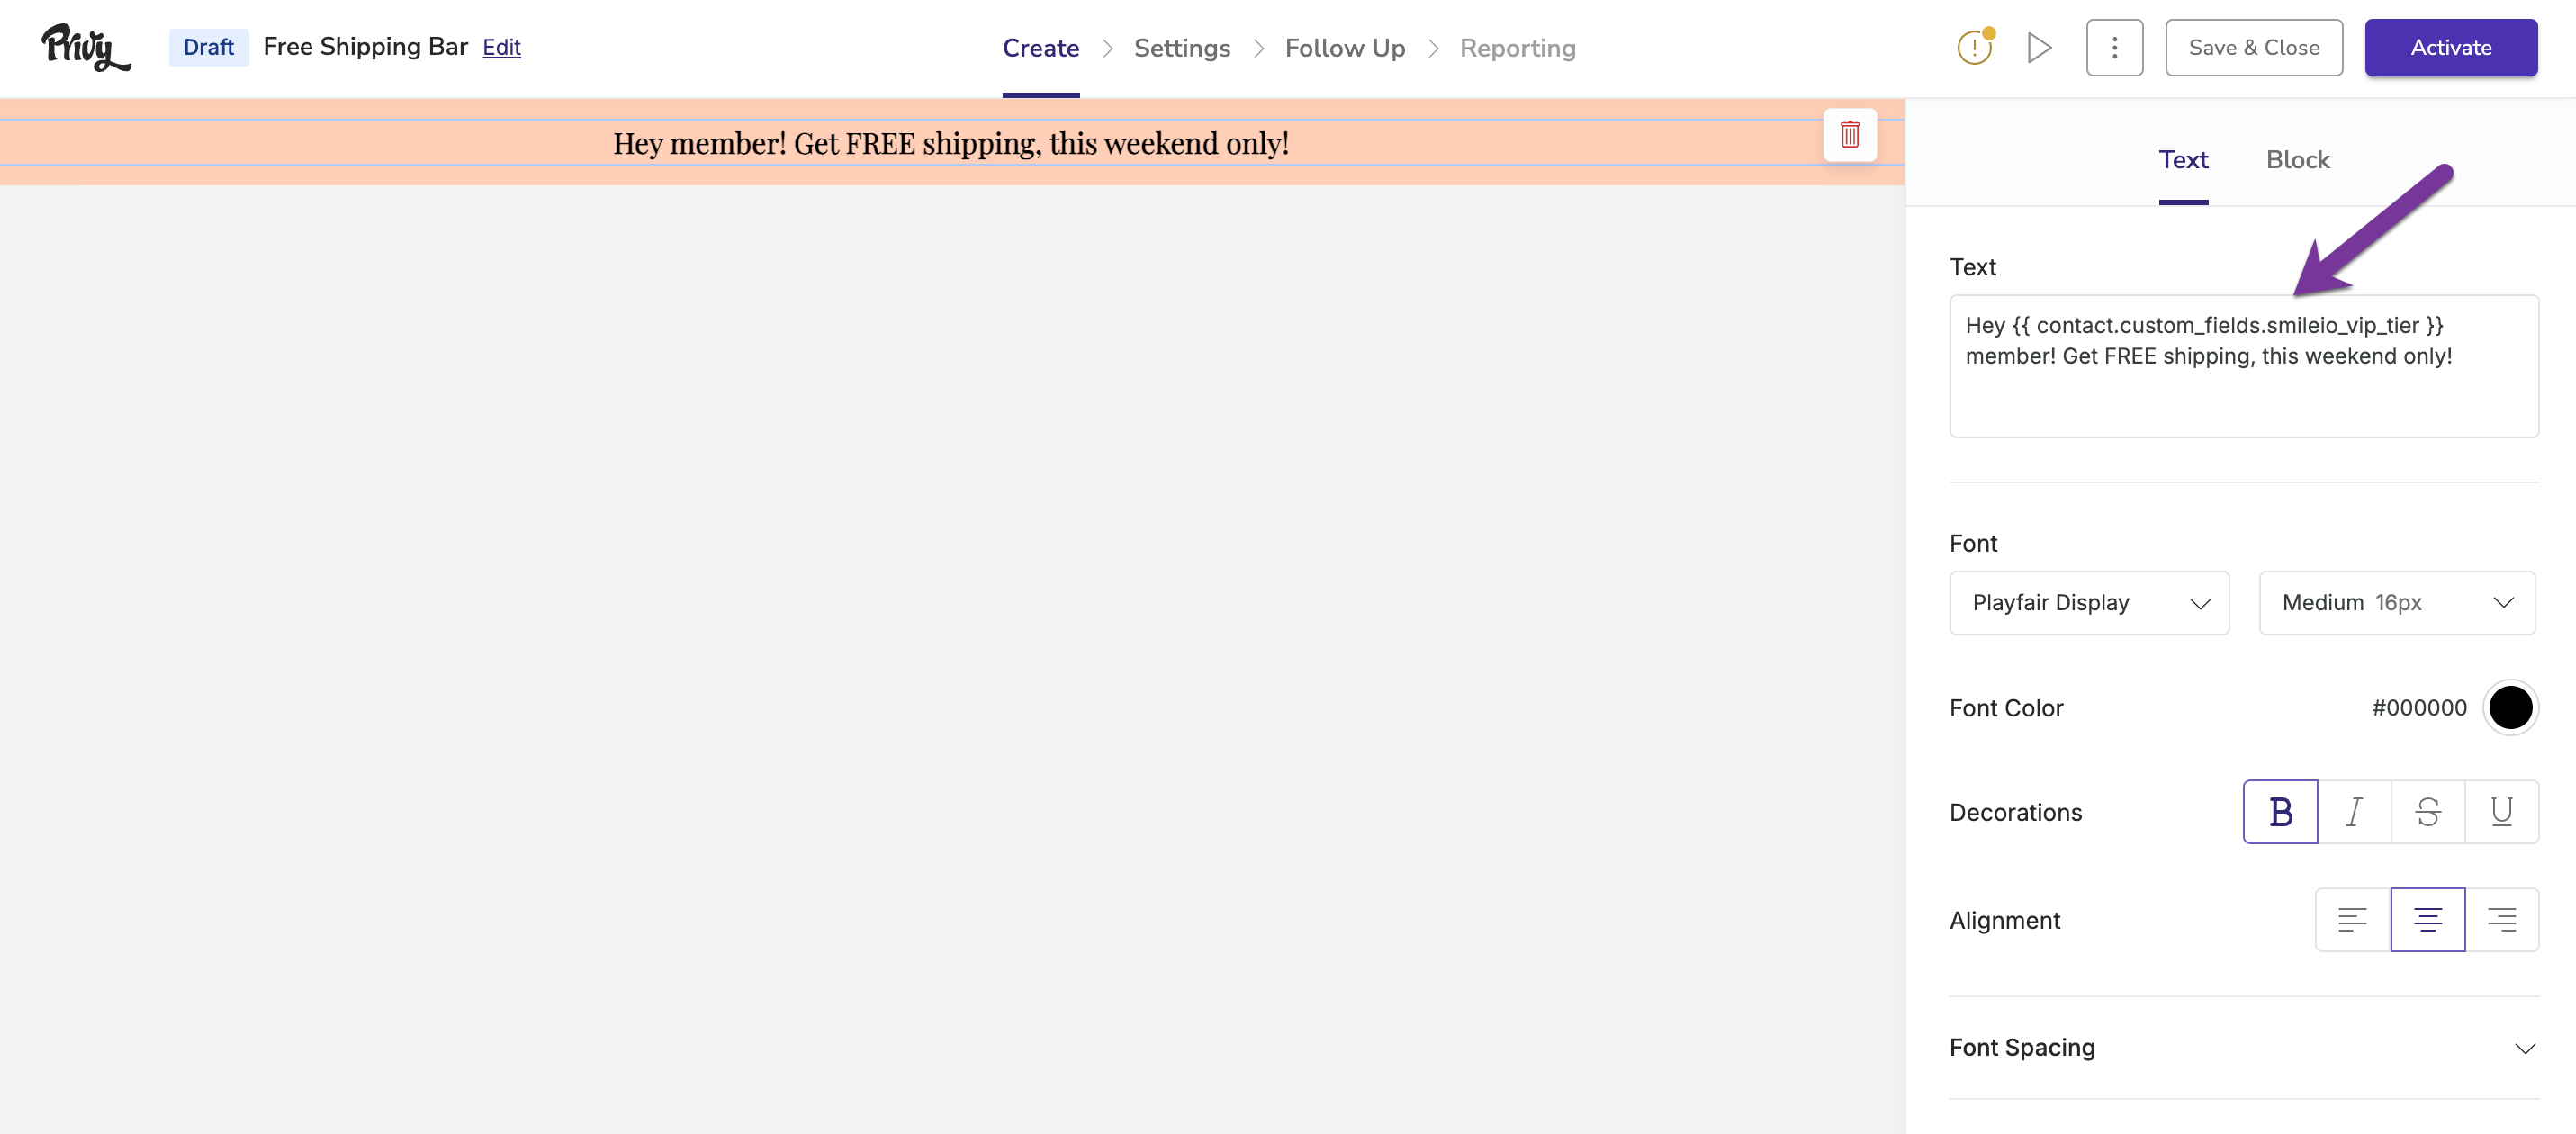 Privy
Draft Free Shipping Bar Edit
Create Settings Follow Up Reporting
Save & Close
Activate
Hey member! Get FREE shipping, this weekend only!
Text Block
Text
Hey {{ contact.custom_fields.smileio_vip_tier }}
member! Get FREE shipping, this weekend only!
Font
Playfair Display
Medium 16px
Font Color #000000
Decorations B I S U
Alignment
Font Spacing